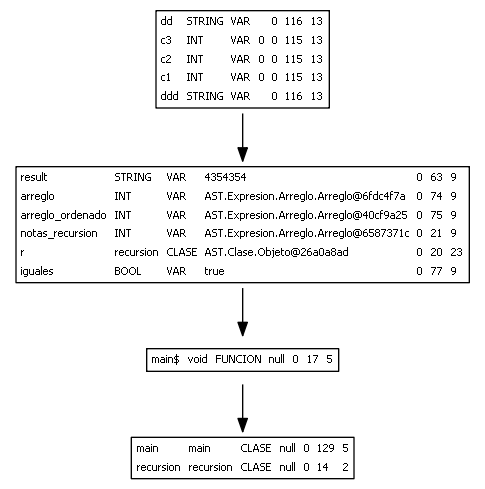 dd STRING VAR 0 116 13
c3 INT VAR 0 0 115 13
c2 INT VAR 0 0 115 13
c1 INT VAR 0 0 115 13
ddd STRING VAR 0 116 13
result STRING VAR 4354354 0 63 9
arreglo INT VAR AST.Expresion.Arreglo.Arreglo@6fdc4f7a 0 74 9
arreglo_ordenado INT VAR AST.Expresion.Arreglo.Arreglo@40cf9a25 0 75 9
notas_recursion INT VAR AST.Expresion.Arreglo.Arreglo@6587371c 0 21 9
r recursion CLASE AST.Clase.Objeto@26a0a8ad 0 20 23
iguales BOOL VAR true 0 77 9
main$ void FUNCION null 0 17 5
main main CLASE null 0 129 5
recursion recursion CLASE null 0 14 2